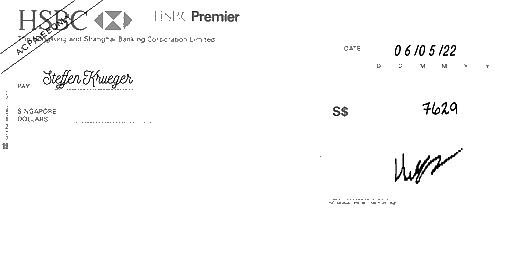 HSBC HSBC Premier
The Hongkong and Shanghai Banking Corporation Limited
AC PAYEE ONLY
DATE 06/05/22
D D M M Y Y
PAY Steffen Krueger
SINGAPORE
DOLLARS
S$ 7629